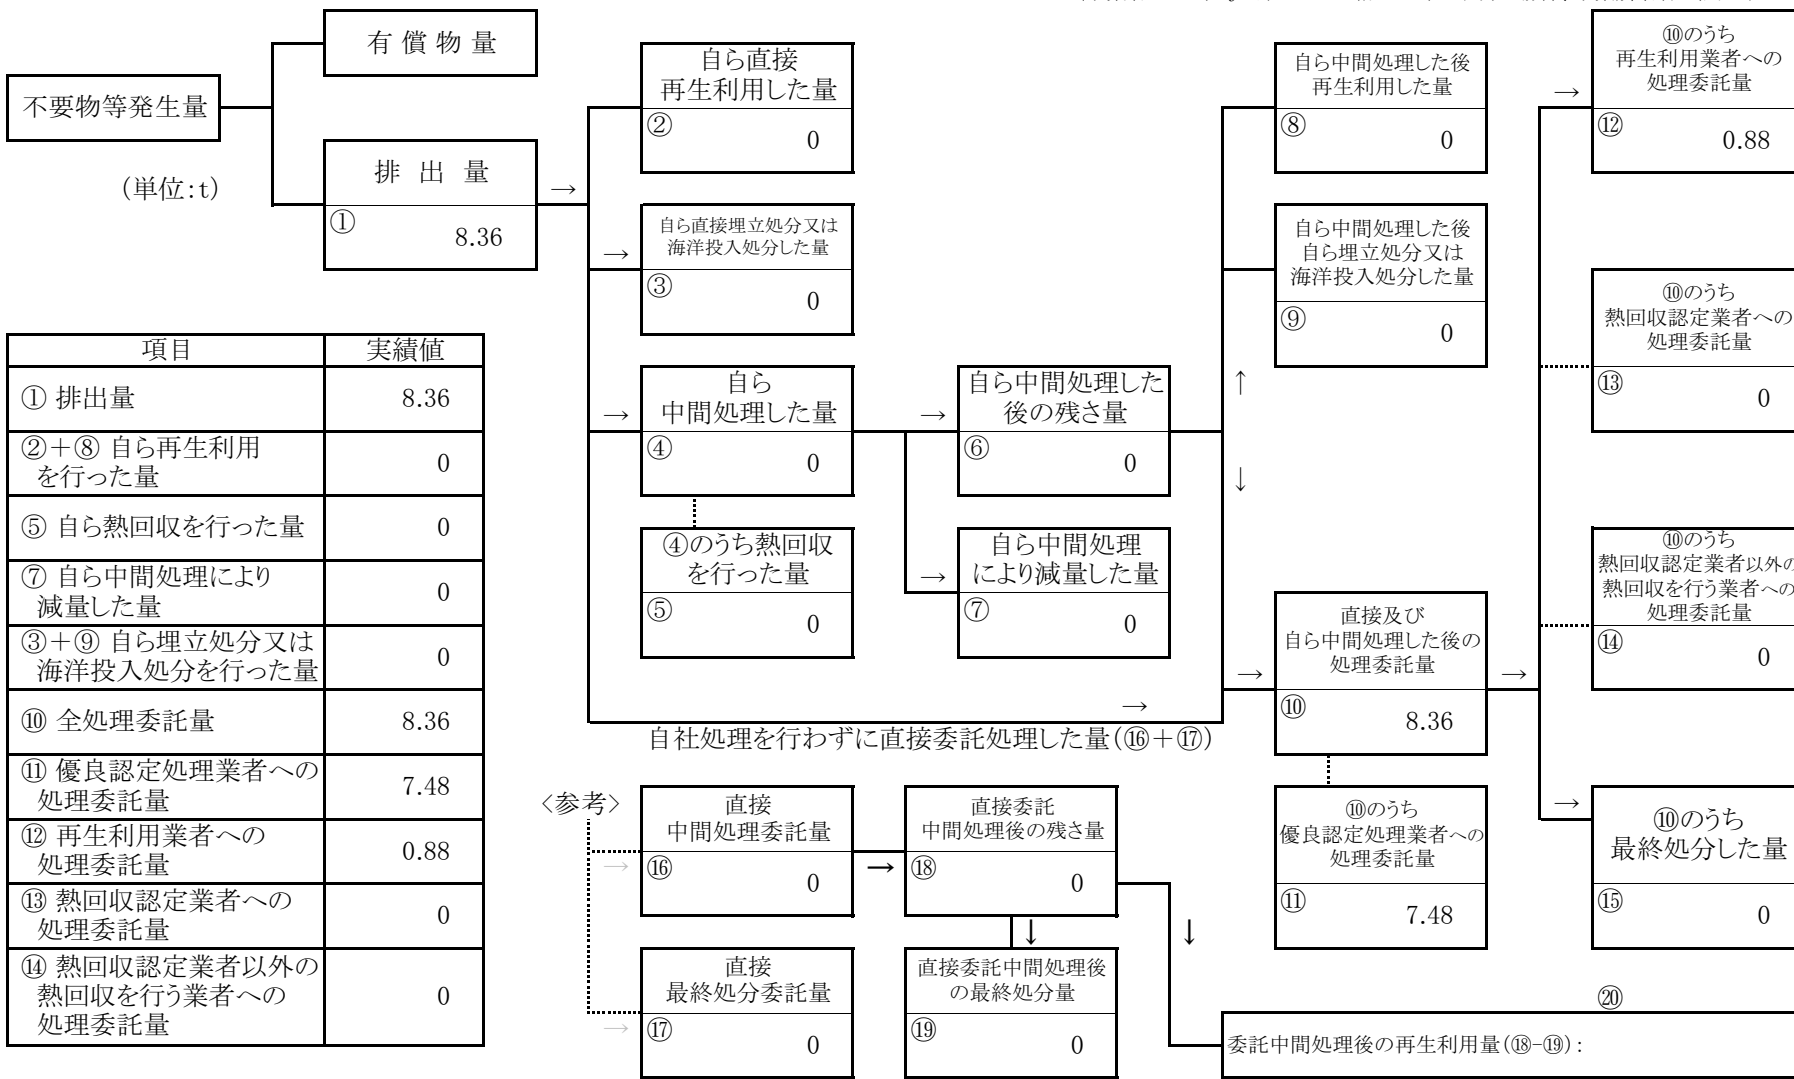 有 償 物 量
不要物等発生量
(単位:t)
排 出 量
①
8.36
→
自ら直接
再生利用した量
②
0
→
自ら直接埋立処分又は
海洋投入処分した量
③
0
→
自ら
中間処理した量
④
0
④のうち熱回収
を行った量
⑤
0
→
自ら中間処理した
後の残さ量
⑥
0
→
自ら中間処理
により減量した量
⑦
0
↑
↓
自ら中間処理した後
再生利用した量
⑧
0
自ら中間処理した後
自ら埋立処分又は
海洋投入処分した量
⑨
0
→
直接及び
自ら中間処理した後の
処理委託量
⑩
8.36
⑩のうち
優良認定処理業者への
処理委託量
⑪
7.48
→
→
⑩のうち
再生利用業者への
処理委託量
⑫
0.88
⑩のうち
熱回収認定業者への
処理委託量
⑬
0
⑩のうち
熱回収認定業者以外の
熱回収を行う業者への
処理委託量
⑭
0
→
⑩のうち
最終処分した量
⑮
0
→
自社処理を行わずに直接委託処理した量(⑯+⑰)
〈参考〉
→
直接
中間処理委託量
⑯
0
→
直接
最終処分委託量
⑰
0
→
直接委託
中間処理後の残さ量
⑱
0
↓
直接委託中間処理後
の最終処分量
⑲
0
↓
⑳
委託中間処理後の再生利用量(⑱-⑲):
項目 実績値
① 排出量 8.36
②+⑧ 自ら再生利用
を行った量 0
⑤ 自ら熱回収を行った量 0
⑦ 自ら中間処理により
減量した量 0
③+⑨ 自ら埋立処分又は
海洋投入処分を行った量 0
⑩ 全処理委託量 8.36
⑪ 優良認定処理業者への
処理委託量 7.48
⑫ 再生利用業者への
処理委託量 0.88
⑬ 熱回収認定業者への
処理委託量 0
⑭ 熱回収認定業者以外の
熱回収を行う業者への
処理委託量 0